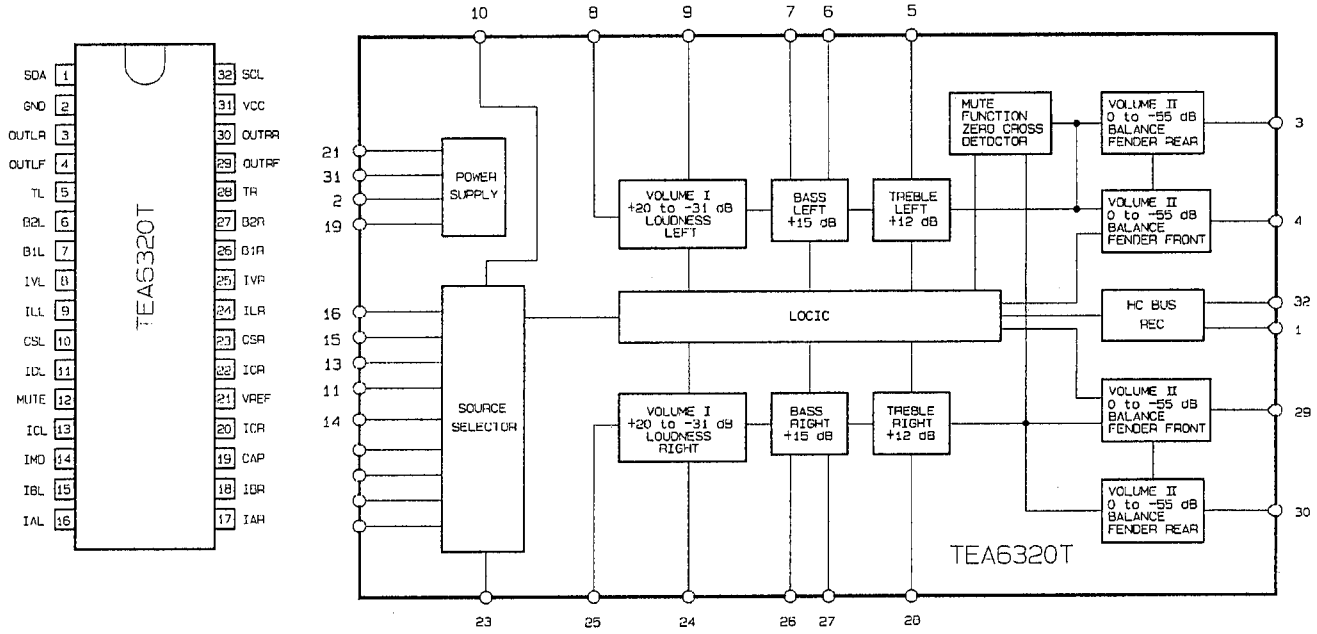 10 8 9 7 6 5
SDA 1
GND 2
OUTLR 3
OUTLF 4
TL 5
B2L 6
B1L 7
IVL 8
ILL 9
CSL 10
IDL 11
MUTE 12
ICL 13
IMO 14
IBL 15
IAL 16
TEA6320T
32 SCL
31 VCC
30 OUTRR
29 OUTRF
28 TR
27 B2R
26 B1R
25 IVR
24 ILR
23 CSR
22 ICR
21 VREF
20 ICR
19 CAP
18 IBR
17 IAR
21
31
2
19
POWER
SUPPLY
16
15
13
11
14
SOURCE
SELECTOR
VOLUME I
+20 to -31 dB
LOUDNESS
LEFT
BASS
LEFT
+15 dB
TREBLE
LEFT
+12 dB
MUTE
FUNCTION
ZERO CROSS
DETOCTOR
VOLUME II
0 to -55 dB
BALANCE
FENDER REAR
3
VOLUME II
0 to -55 dB
BALANCE
FENDER FRONT
4
LOCIC
HC BUS
REC
32
1
VOLUME I
+20 to -31 dB
LOUDNESS
RIGHT
BASS
RIGHT
+15 dB
TREBLE
RIGHT
+12 dB
VOLUME II
0 to -55 dB
BALANCE
FENDER FRONT
29
VOLUME II
0 to -55 dB
BALANCE
FENDER REAR
30
TEA6320T
23 25 24 26 27 20